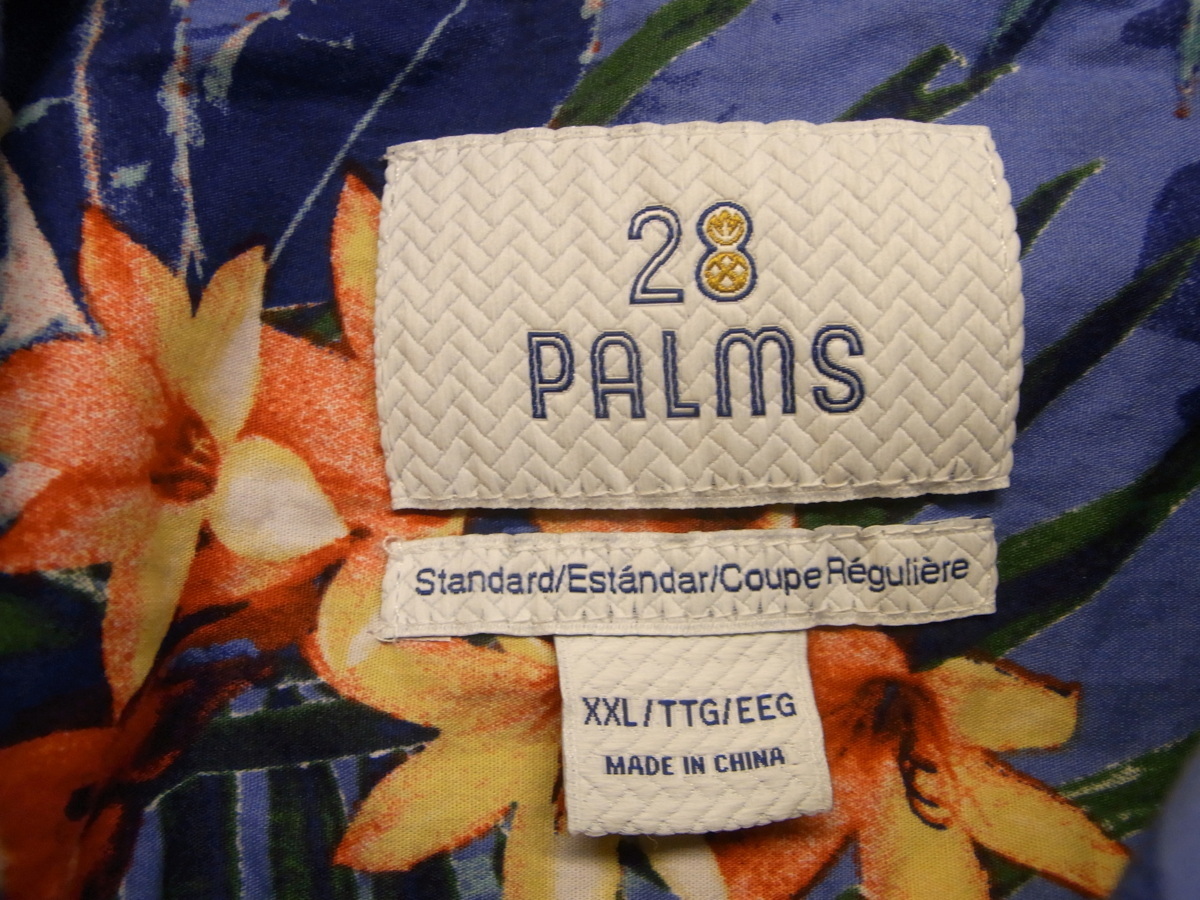 28
PALMS
Standard/Estándar/Coupe Régulière
XXL/TTG/EEG
MADE IN CHINA